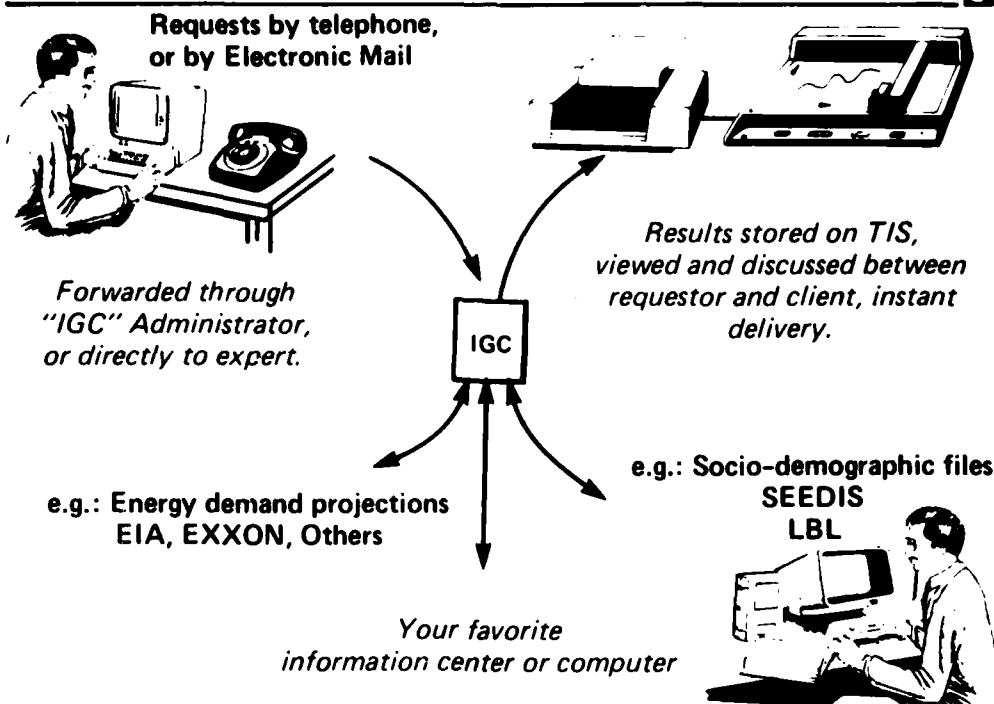 Requests by telephone,
or by Electronic Mail
Forwarded through
"IGC" Administrator,
or directly to expert.
Results stored on TIS,
viewed and discussed between
requestor and client, instant
delivery.
IGC
e.g.: Energy demand projections
EIA, EXXON, Others
e.g.: Socio-demographic files
SEEDIS
LBL
Your favorite
information center or computer